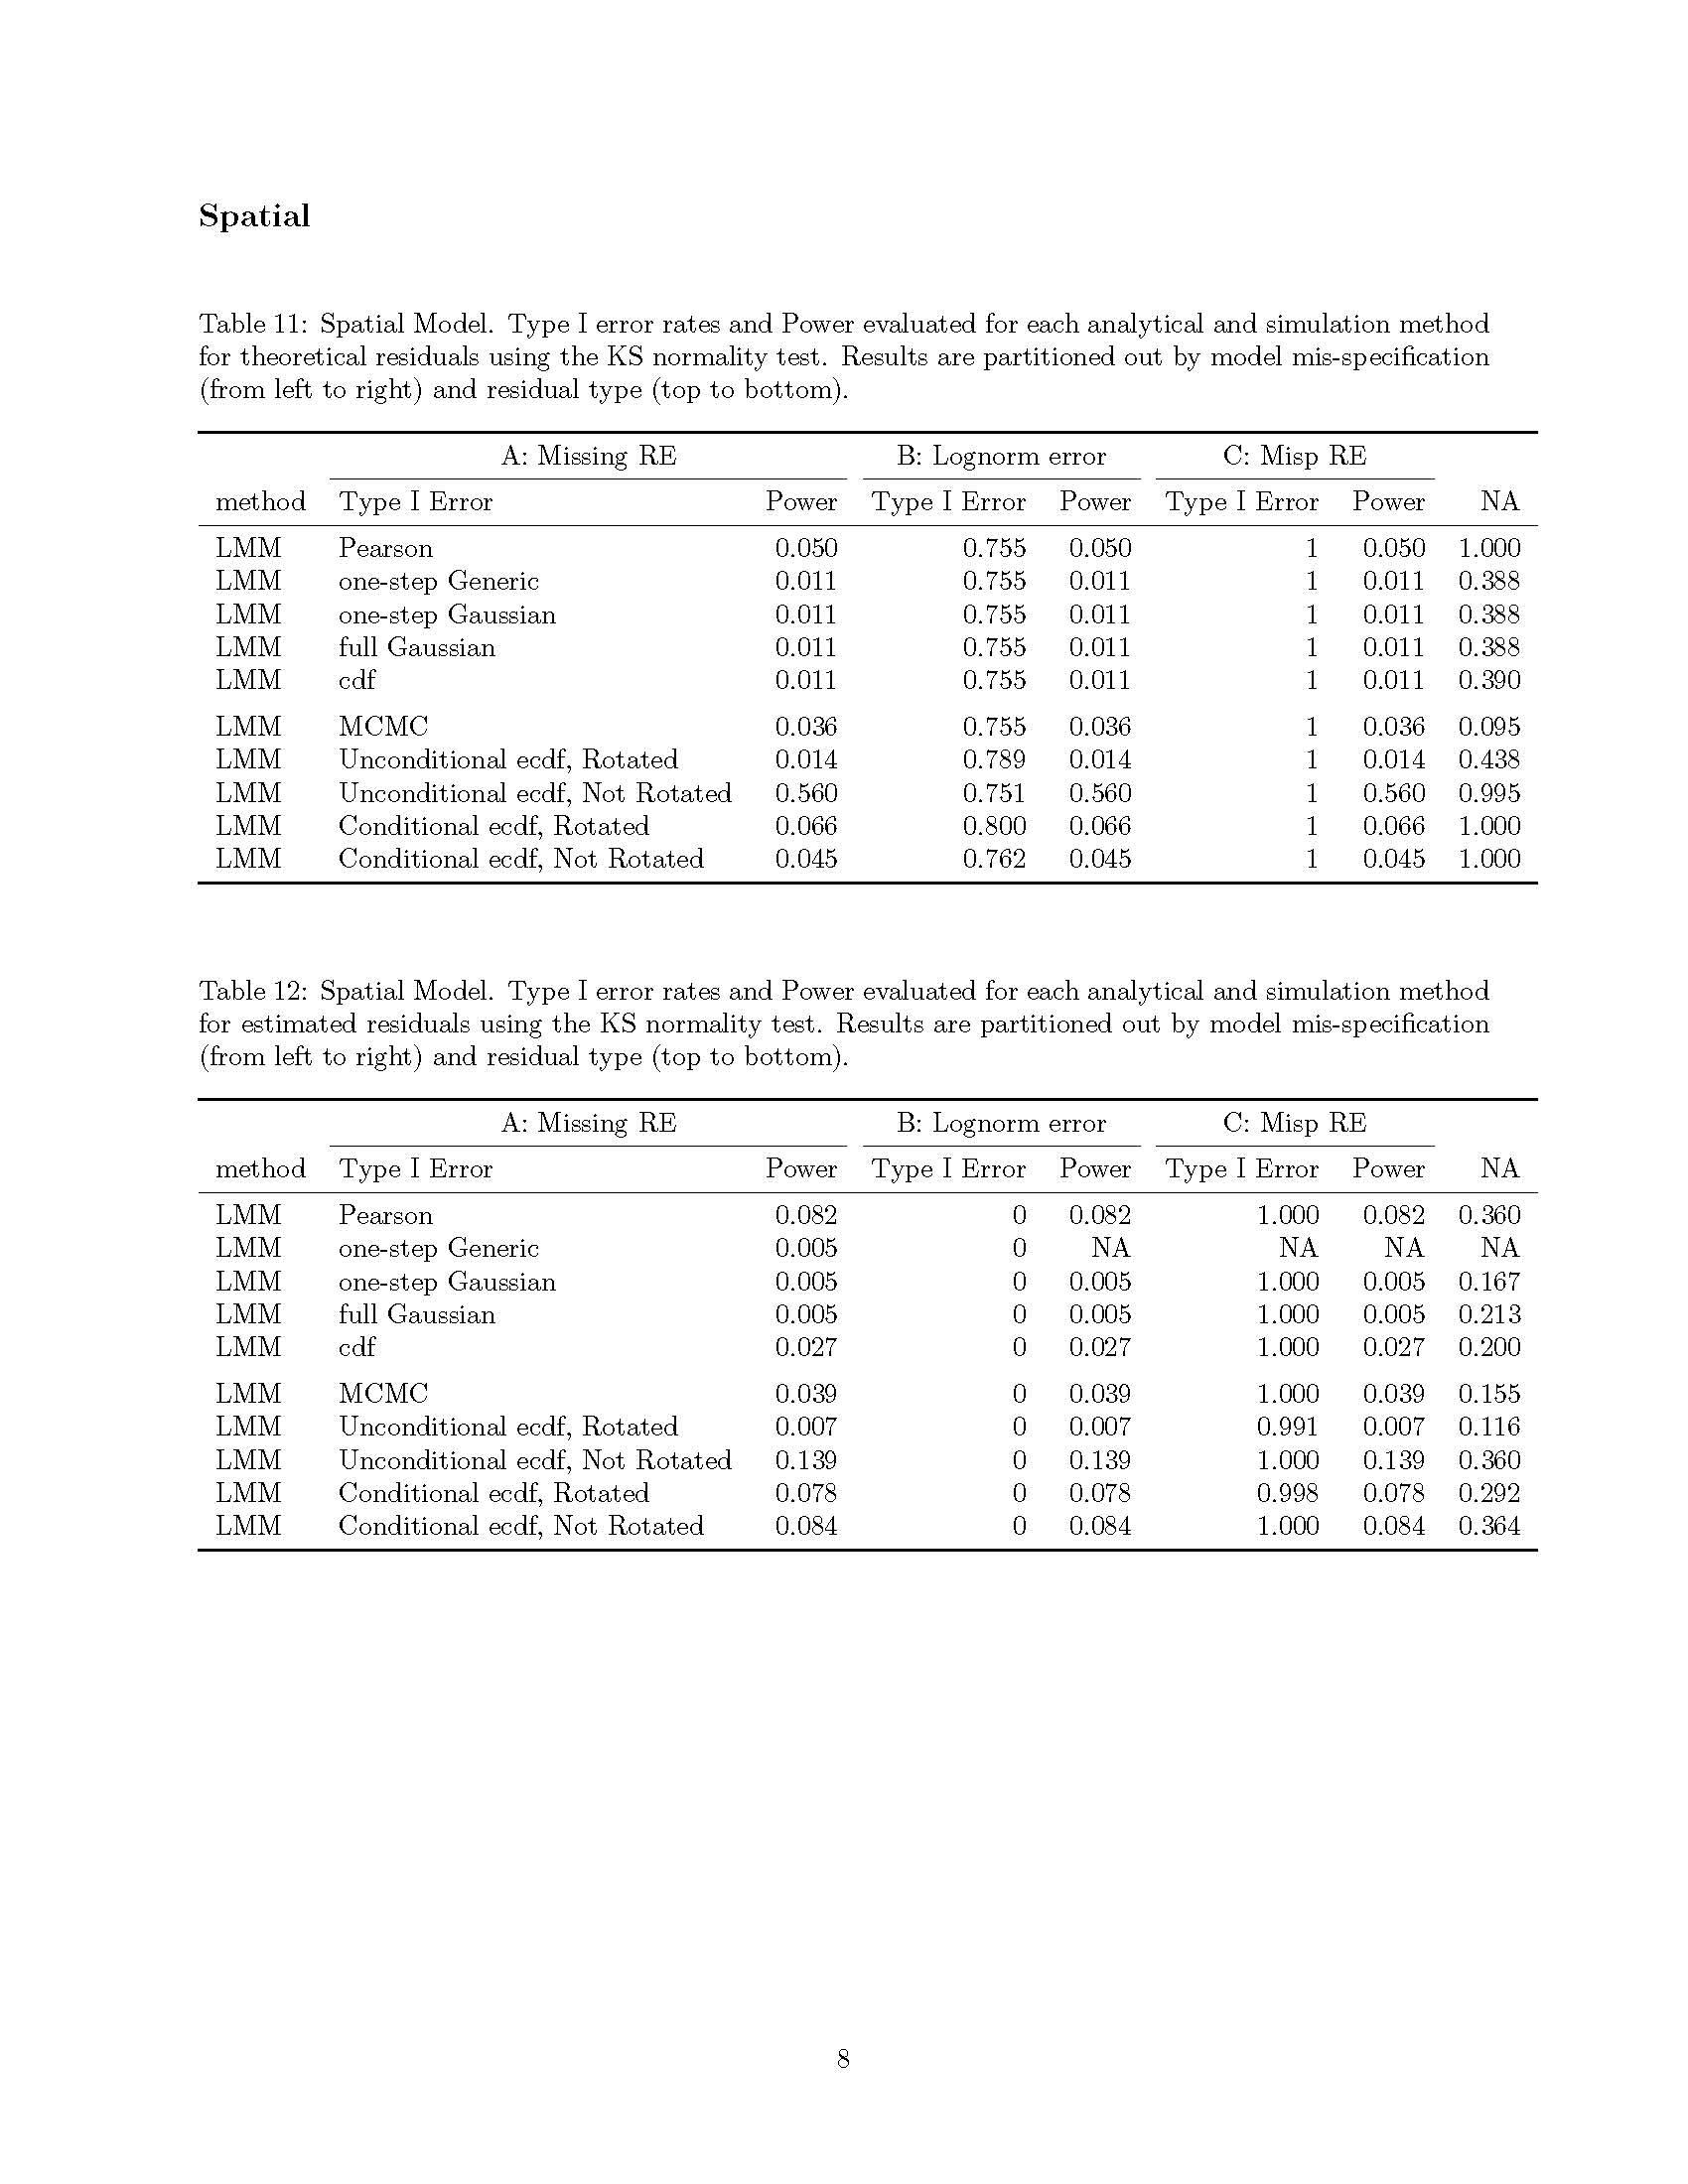 Spatial
Table 11: Spatial Model. Type I error rates and Power evaluated for each analytical and simulation method
for theoretical residuals using the KS normality test. Results are partitioned out by model mis-specification
(from left to right) and residual type (top to bottom).
A: Missing RE B: Lognorm error C: Misp RE
method Type I Error Power Type I Error Power Type I Error Power NA
LMM Pearson 0.050 0.755 0.050 1 0.050 1.000
LMM one-step Generic 0.011 0.755 0.011 1 0.011 0.388
LMM one-step Gaussian 0.011 0.755 0.011 1 0.011 0.388
LMM full Gaussian 0.011 0.755 0.011 1 0.011 0.388
LMM cdf 0.011 0.755 0.011 1 0.011 0.390
LMM MCMC 0.036 0.755 0.036 1 0.036 0.095
LMM Unconditional ecdf, Rotated 0.014 0.789 0.014 1 0.014 0.438
LMM Unconditional ecdf, Not Rotated 0.560 0.751 0.560 1 0.560 0.995
LMM Conditional ecdf, Rotated 0.066 0.800 0.066 1 0.066 1.000
LMM Conditional ecdf, Not Rotated 0.045 0.762 0.045 1 0.045 1.000
Table 12: Spatial Model. Type I error rates and Power evaluated for each analytical and simulation method
for estimated residuals using the KS normality test. Results are partitioned out by model mis-specification
(from left to right) and residual type (top to bottom).
A: Missing RE B: Lognorm error C: Misp RE
method Type I Error Power Type I Error Power Type I Error Power NA
LMM Pearson 0.082 0 0.082 1.000 0.082 0.360
LMM one-step Generic 0.005 0 NA NA NA NA
LMM one-step Gaussian 0.005 0 0.005 1.000 0.005 0.167
LMM full Gaussian 0.005 0 0.005 1.000 0.005 0.213
LMM cdf 0.027 0 0.027 1.000 0.027 0.200
LMM MCMC 0.039 0 0.039 1.000 0.039 0.155
LMM Unconditional ecdf, Rotated 0.007 0 0.007 0.991 0.007 0.116
LMM Unconditional ecdf, Not Rotated 0.139 0 0.139 1.000 0.139 0.360
LMM Conditional ecdf, Rotated 0.078 0 0.078 0.998 0.078 0.292
LMM Conditional ecdf, Not Rotated 0.084 0 0.084 1.000 0.084 0.364
8